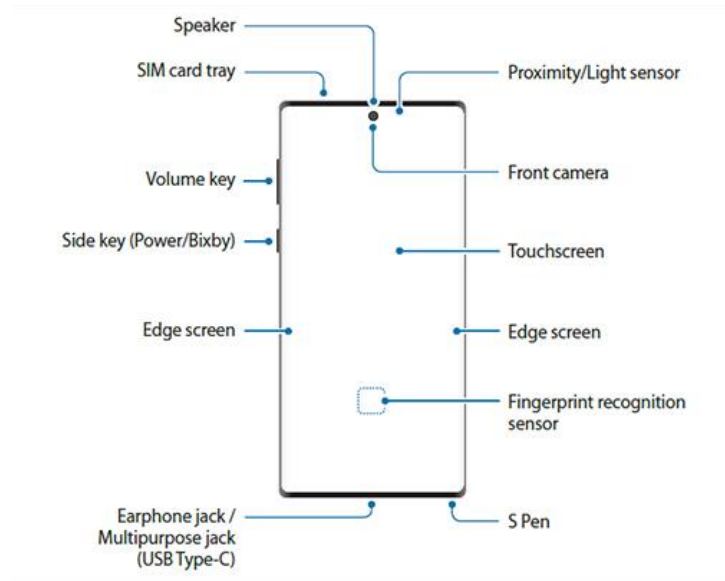 Speaker
SIM card tray
Proximity/Light sensor
Volume key
Front camera
Side key (Power/Bixby)
Touchscreen
Edge screen
Edge screen
Fingerprint recognition
sensor
Earphone jack /
Multipurpose jack
(USB Type-C)
S Pen